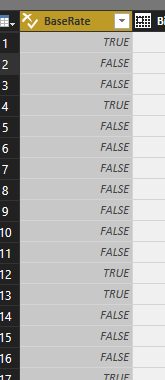 BaseRate Bi
1 TRUE
2 FALSE
3 FALSE
4 TRUE
5 FALSE
6 FALSE
7 FALSE
8 FALSE
9 FALSE
10 FALSE
11 FALSE
12 TRUE
13 TRUE
14 FALSE
15 FALSE
16 FALSE
17 TRUE